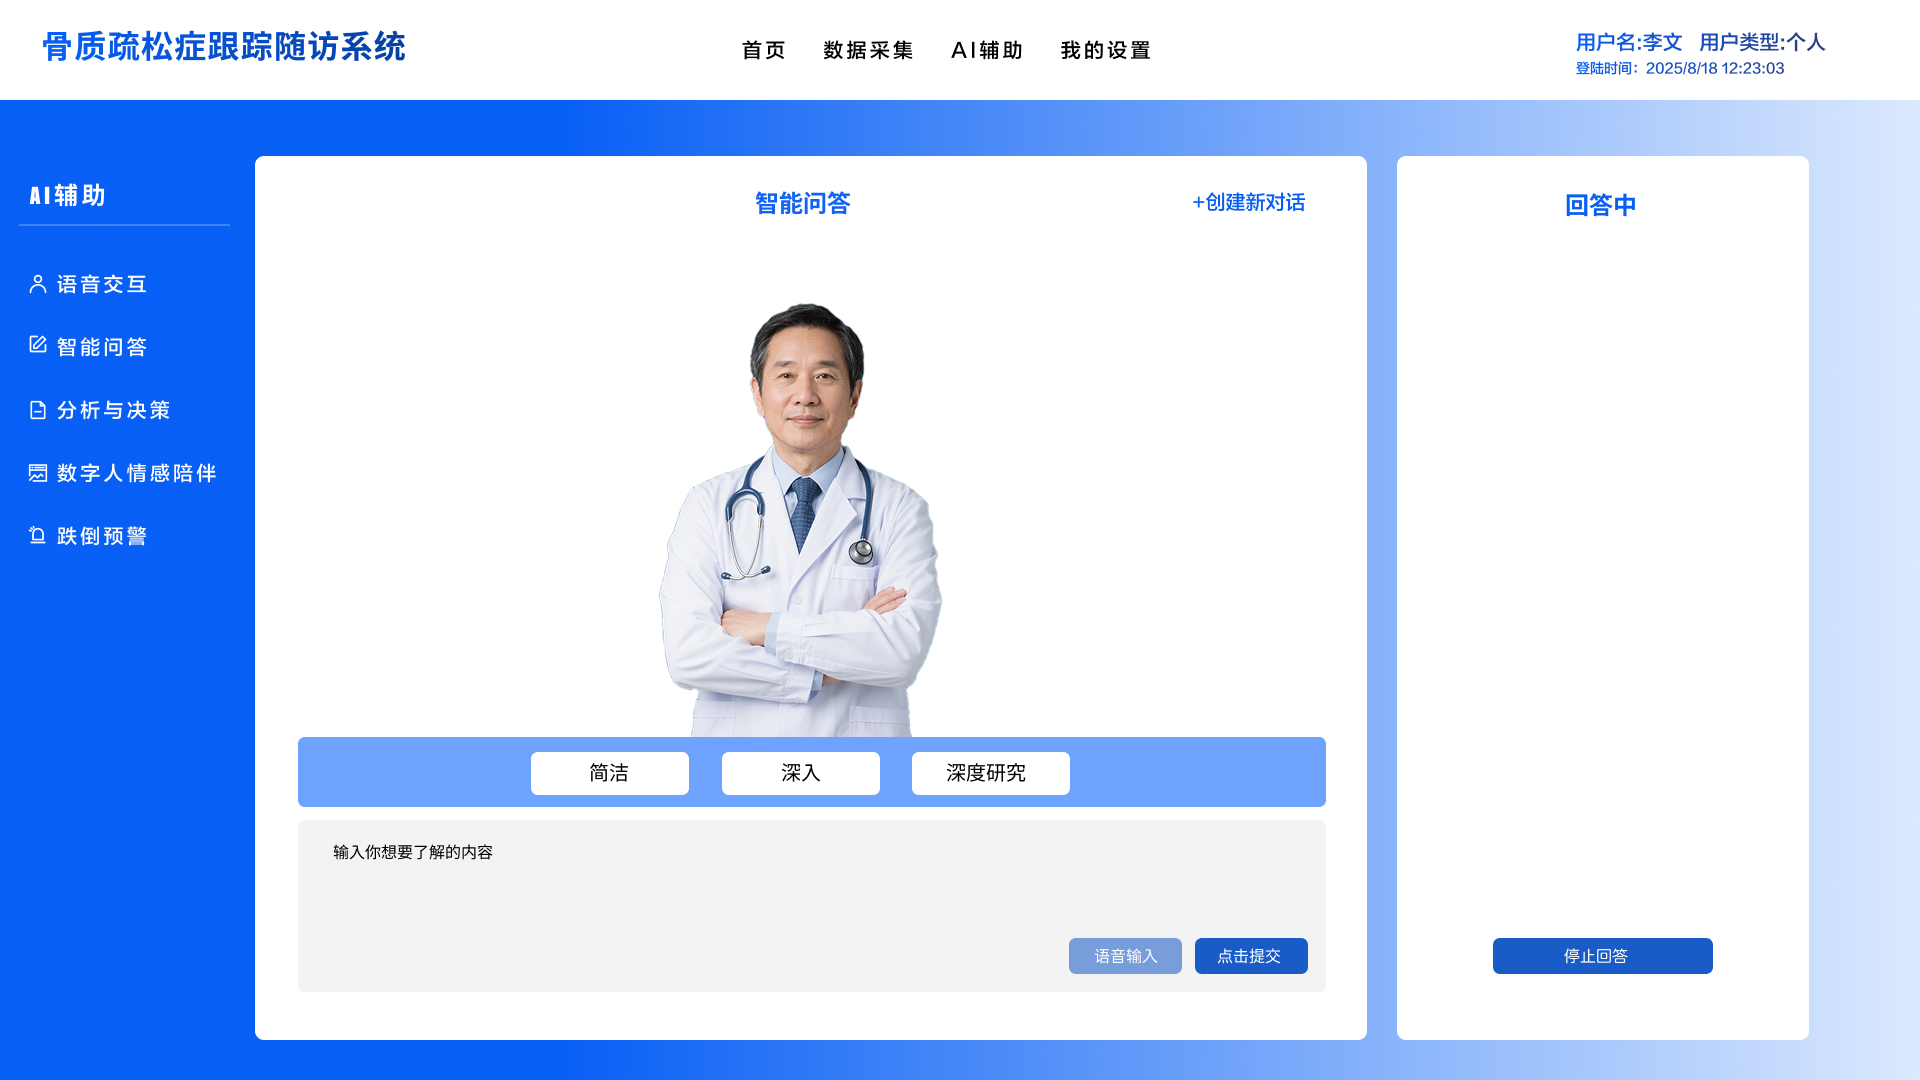 骨质疏松症跟踪随访系统
首页 数据采集 AI辅助 我的设置
用户名:李文 用户类型:个人
登陆时间：2025/8/18 12:23:03
AI辅助
语音交互
智能问答
分析与决策
数字人情感陪伴
跌倒预警
智能问答
+创建新对话
简洁
深入
深度研究
输入你想要了解的内容
语音输入
点击提交
回答中
停止回答